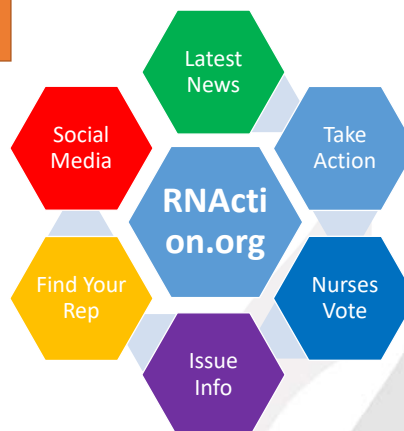 Latest
News
Social
Media
Take
Action
RNActi
on.org
Find Your
Rep
Nurses
Vote
Issue
Info